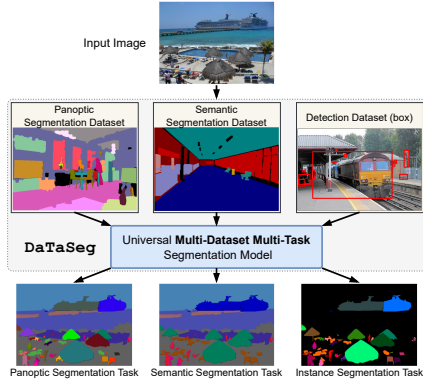 Input Image
Panoptic
Segmentation Dataset
Semantic
Segmentation Dataset
Detection Dataset (box)
DaTaSeg
Universal Multi-Dataset Multi-Task
Segmentation Model
Panoptic Segmentation Task
Semantic Segmentation Task
Instance Segmentation Task